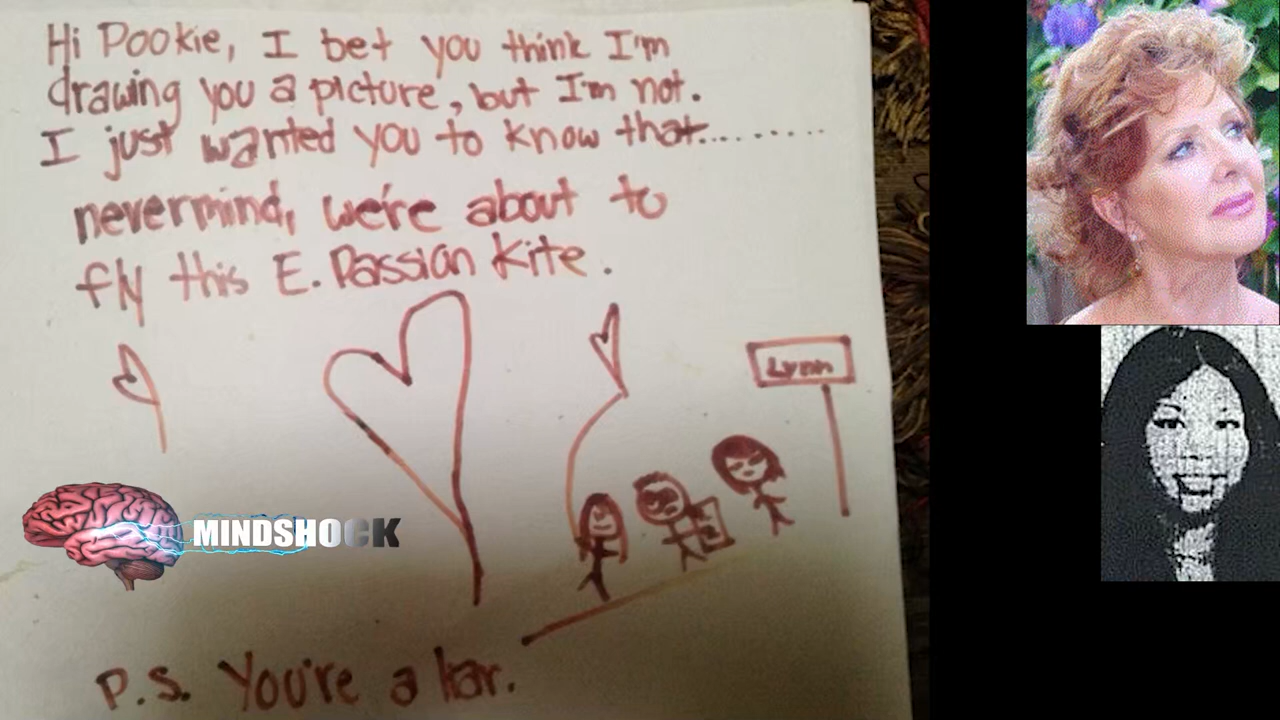 Hi Pookie, I bet you think I'm
drawing you a picture, but I'm not.
I just wanted you to know that............
nevermind, we're about to
fly this E. Passion Kite.
Lynn
MINDSHOCK
P.S. You're a liar.